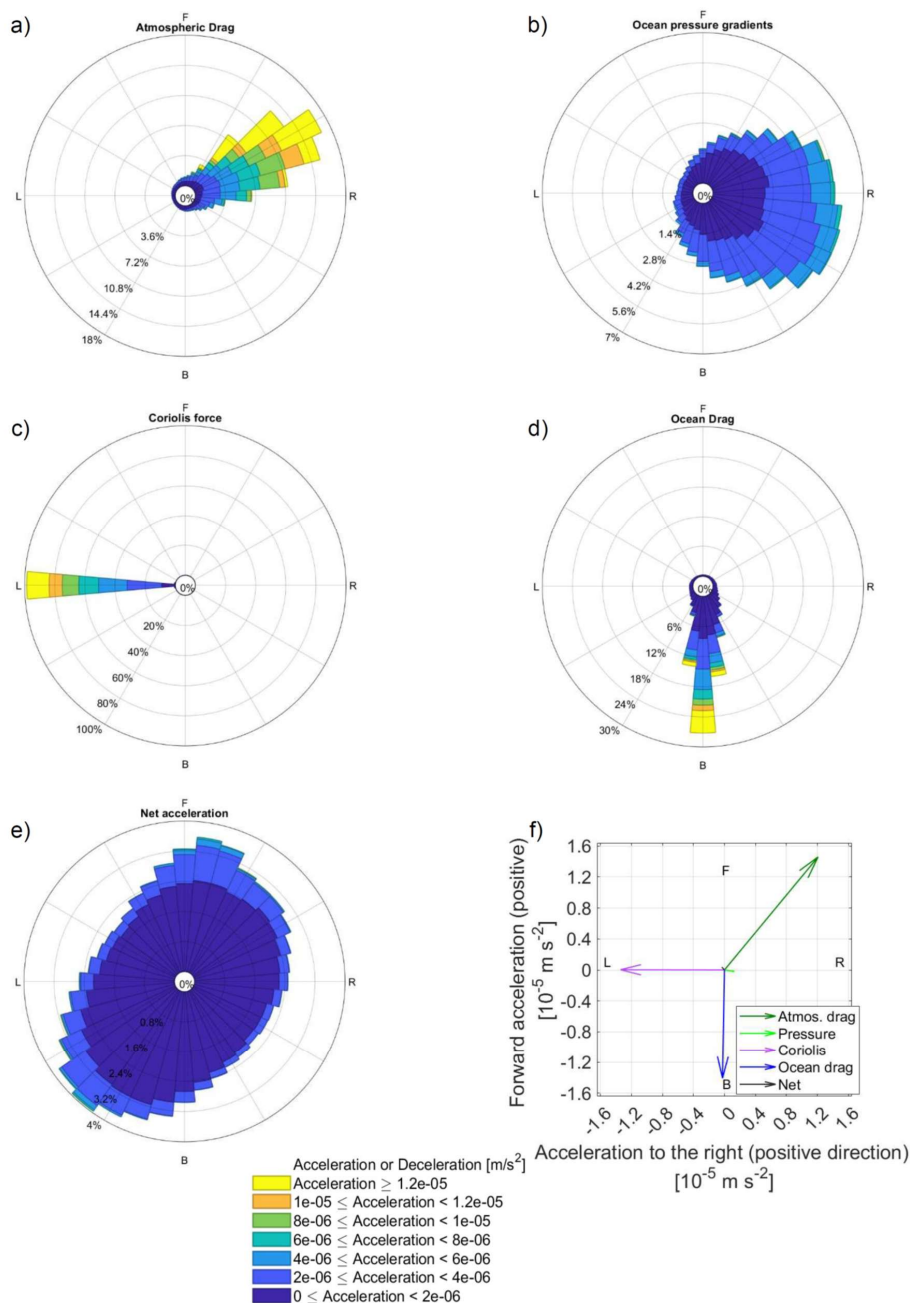 a)
F
Atmospheric Drag
L
R
0%
3.6%
7.2%
10.8%
14.4%
18%
B
b)
F
Ocean pressure gradients
L
R
0%
1.4%
2.8%
4.2%
5.6%
7%
B
c)
F
Coriolis force
L
R
0%
20%
40%
60%
80%
100%
B
d)
F
Ocean Drag
L
R
0%
6%
12%
18%
24%
30%
B
e)
F
Net acceleration
L
R
0%
0.8%
1.6%
2.4%
3.2%
4%
B
f)
Forward acceleration (positive)
[10⁻⁵ m s⁻²]
1.6
1.2
0.8
0.4
0
-0.4
-0.8
-1.2
-1.6
F
L
R
B
Atmos. drag
Pressure
Coriolis
Ocean drag
Net
-1.6 -1.2 -0.8 -0.4 0 0.4 0.8 1.2 1.6
Acceleration to the right (positive direction)
[10⁻⁵ m s⁻²]
Acceleration or Deceleration [m/s²]
Acceleration ≥ 1.2e-05
1e-05 ≤ Acceleration < 1.2e-05
8e-06 ≤ Acceleration < 1e-05
6e-06 ≤ Acceleration < 8e-06
4e-06 ≤ Acceleration < 6e-06
2e-06 ≤ Acceleration < 4e-06
0 ≤ Acceleration < 2e-06